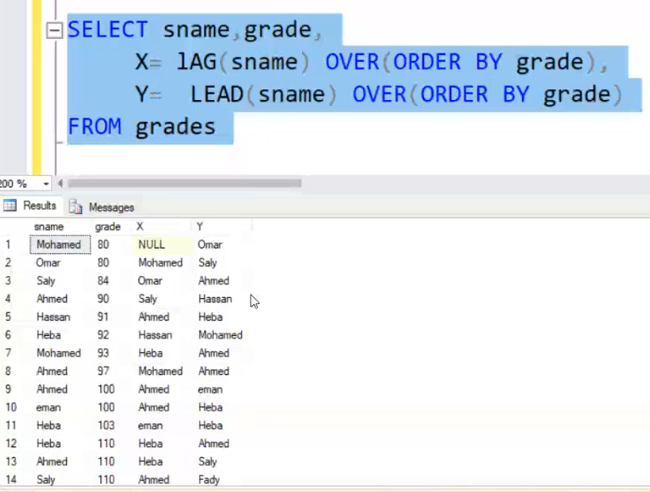 SELECT sname,grade,
X= lAG(sname) OVER(ORDER BY grade),
Y= LEAD(sname) OVER(ORDER BY grade)
FROM grades
200 %
Results Messages
sname grade X Y
1 Mohamed 80 NULL Omar
2 Omar 80 Mohamed Saly
3 Saly 84 Omar Ahmed
4 Ahmed 90 Saly Hassan
5 Hassan 91 Ahmed Heba
6 Heba 92 Hassan Mohamed
7 Mohamed 93 Heba Ahmed
8 Ahmed 97 Mohamed Ahmed
9 Ahmed 100 Ahmed eman
10 eman 100 Ahmed Heba
11 Heba 103 eman Heba
12 Heba 110 Heba Ahmed
13 Ahmed 110 Heba Saly
14 Saly 110 Ahmed Fady